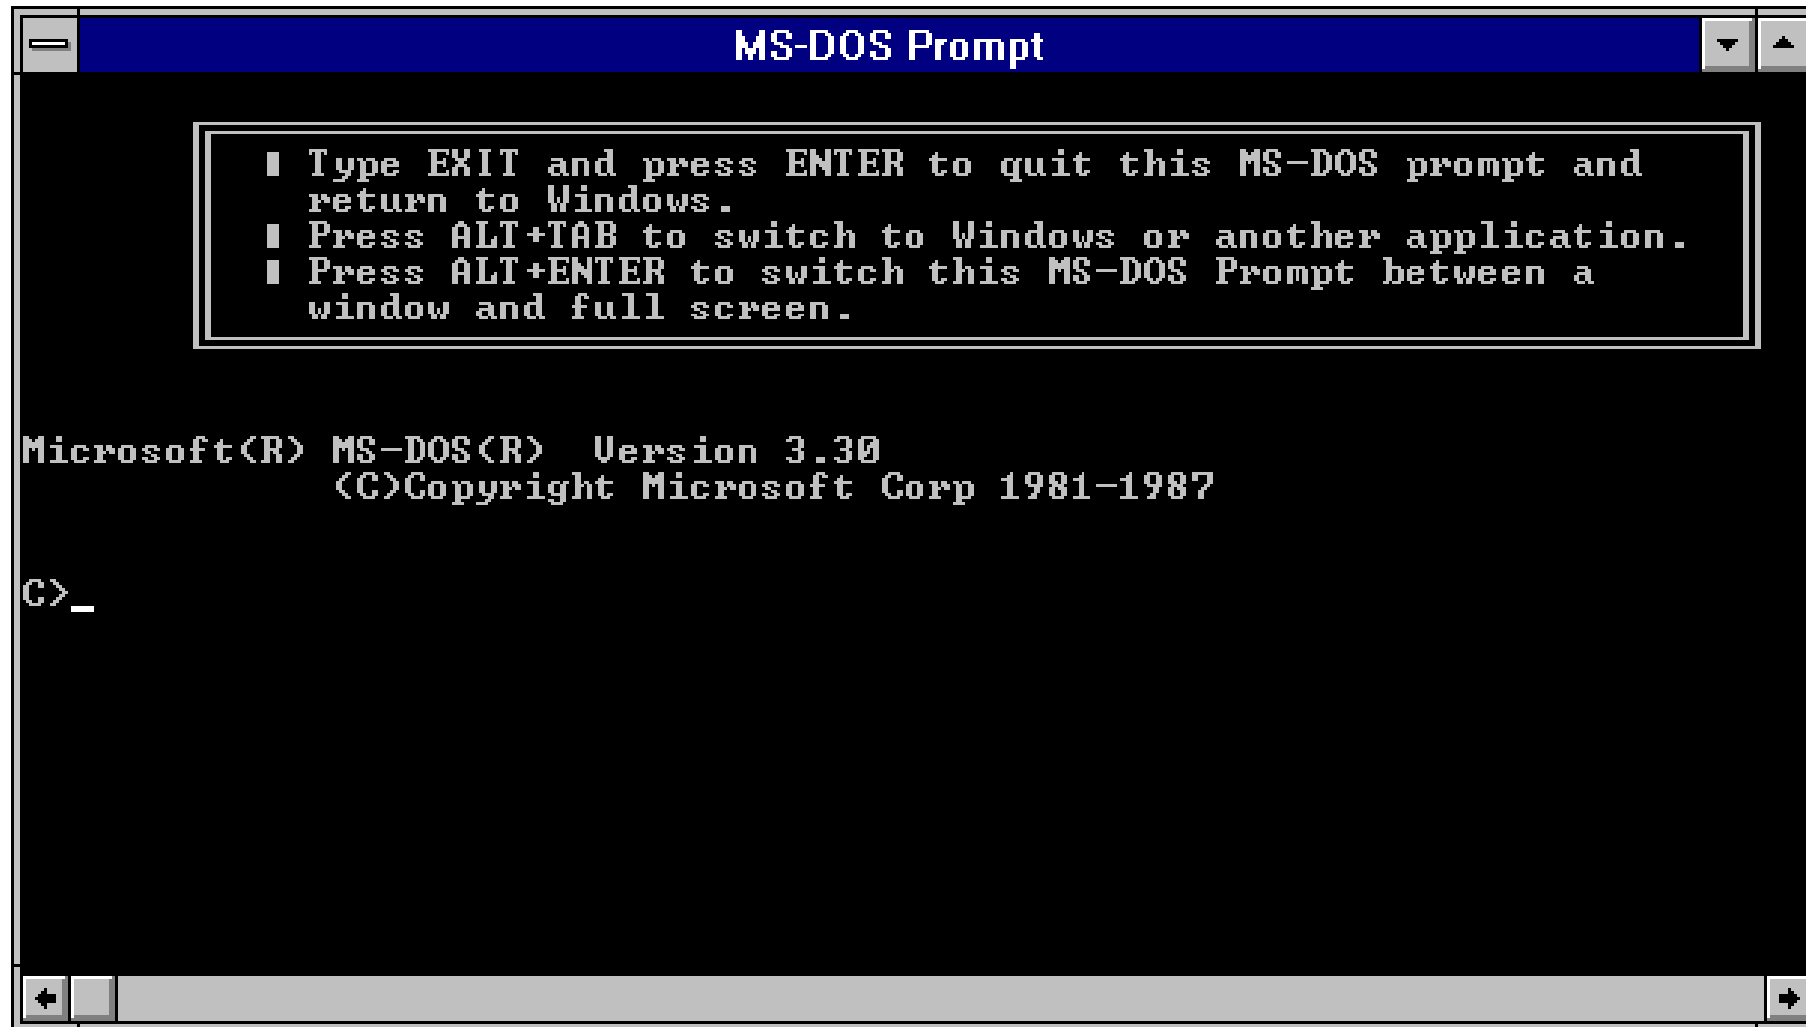 MS-DOS Prompt
Type EXIT and press ENTER to quit this MS-DOS prompt and
return to Windows.
Press ALT+TAB to switch to Windows or another application.
Press ALT+ENTER to switch this MS-DOS Prompt between a
window and full screen.
Microsoft(R) MS-DOS(R)  Version 3.30
(C)Copyright Microsoft Corp 1981-1987
C>_